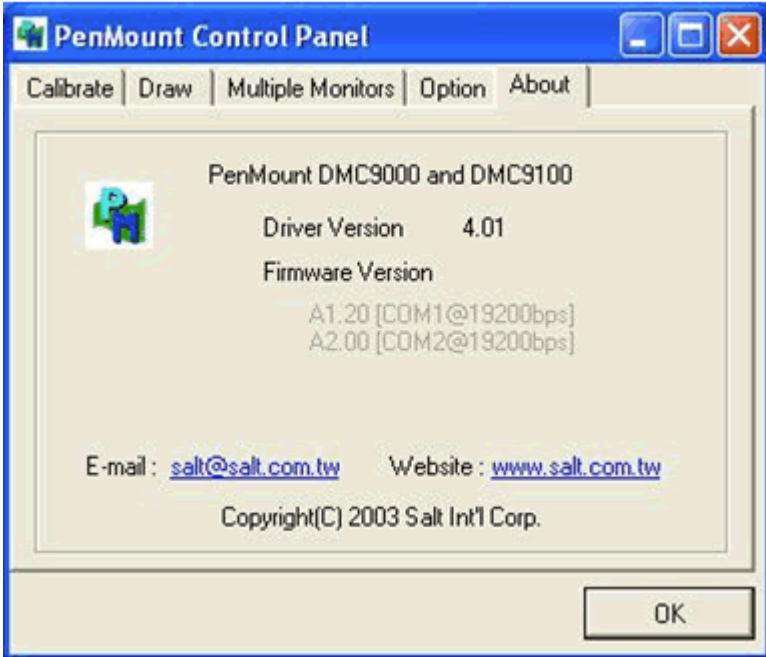 PenMount Control Panel
Calibrate Draw Multiple Monitors Option About
PenMount DMC9000 and DMC9100
PM
Driver Version 4.01
Firmware Version
A1.20 [COM1@19200bps]
A2.00 [COM2@19200bps]
E-mail : salt@salt.com.tw Website : www.salt.com.tw
Copyright(C) 2003 Salt Int'l Corp.
OK